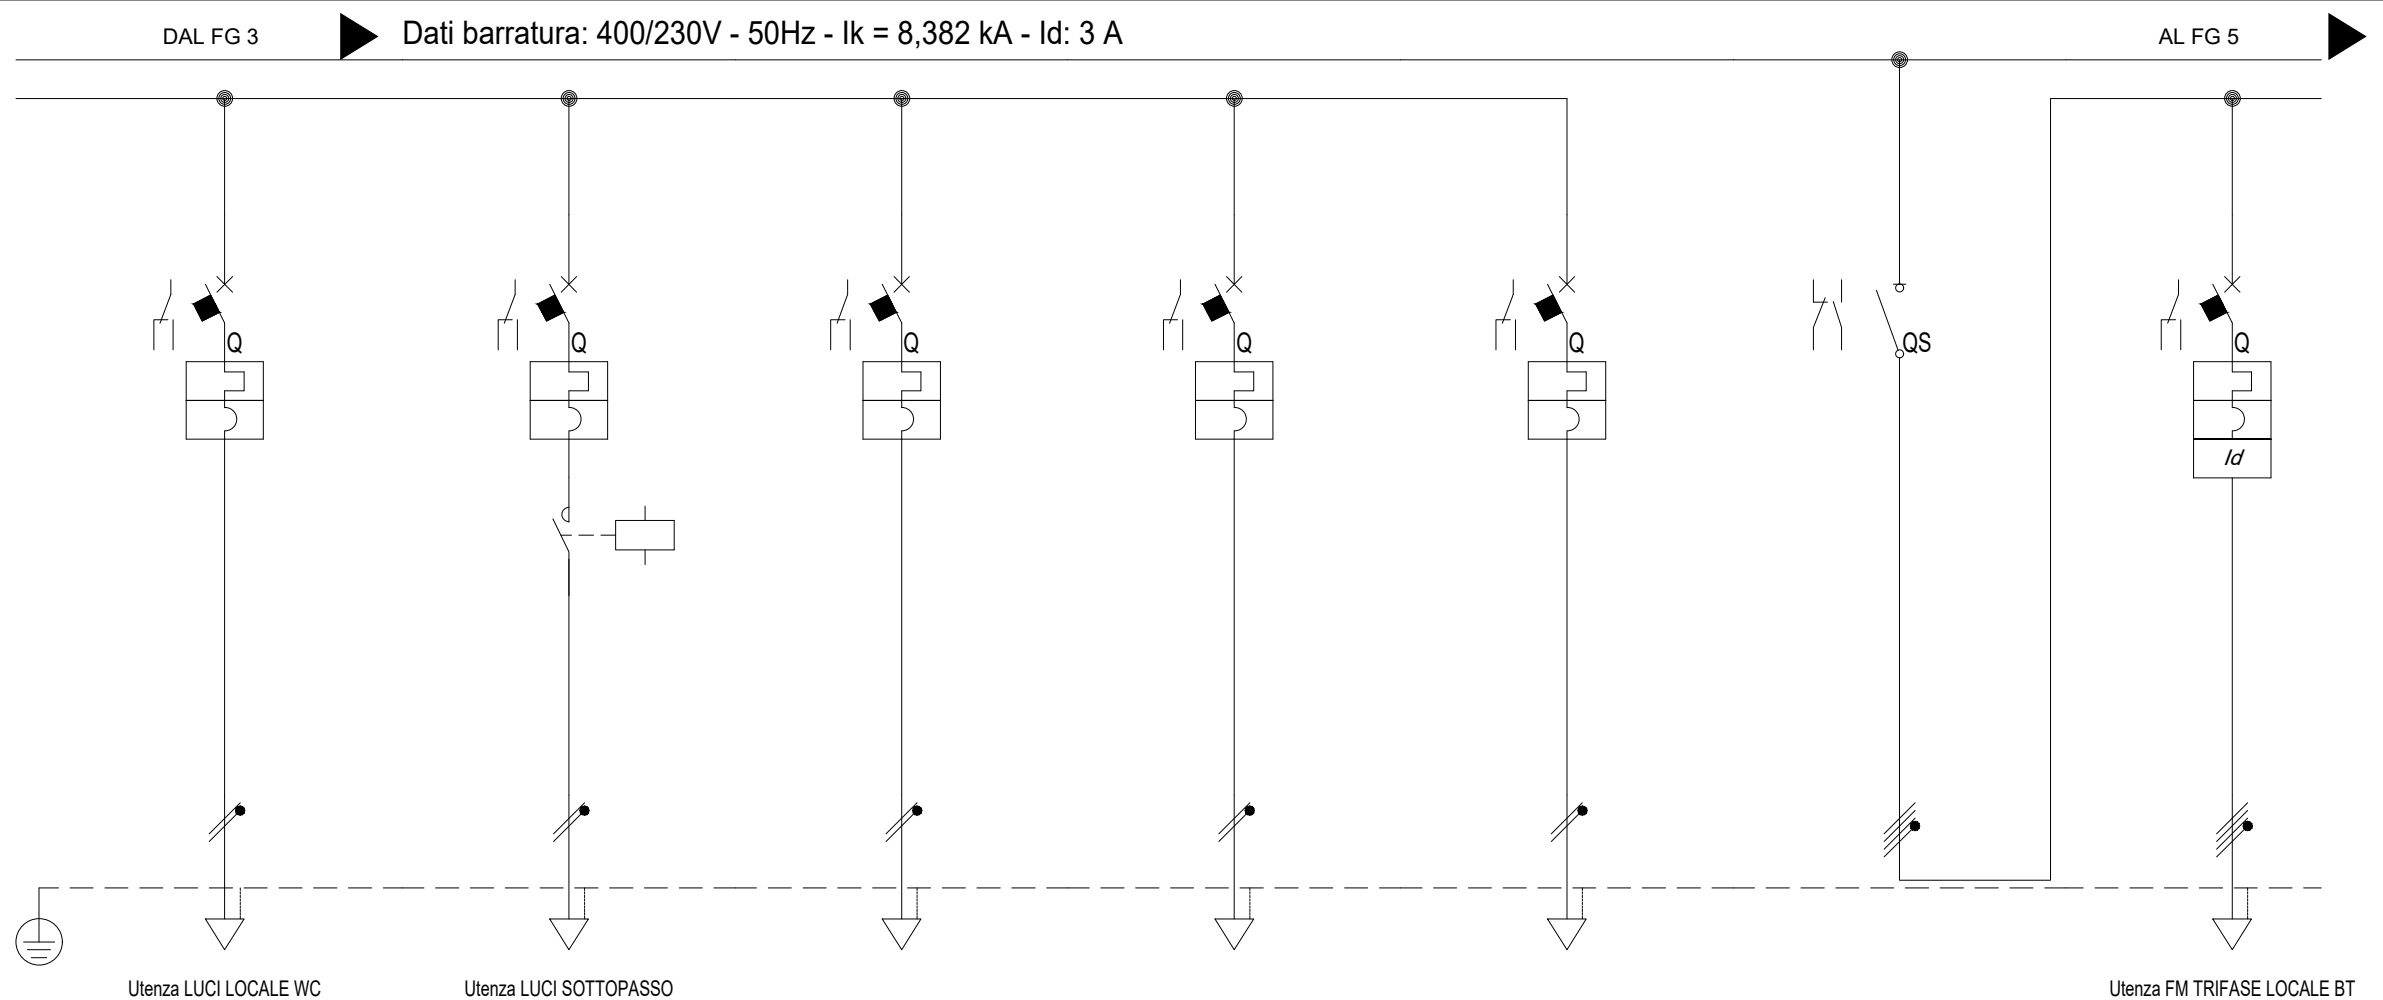 DAL FG 3
Dati barratura: 400/230V - 50Hz - Ik = 8,382 kA - Id: 3 A
AL FG 5
Q
Q
Q
Q
Q
QS
Q
Id
Utenza LUCI LOCALE WC
Utenza LUCI SOTTOPASSO
Utenza FM TRIFASE LOCALE BT